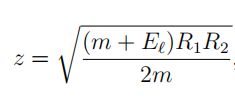 z = \sqrt{\frac{(m + E_\ell) R_1 R_2}{2m}},